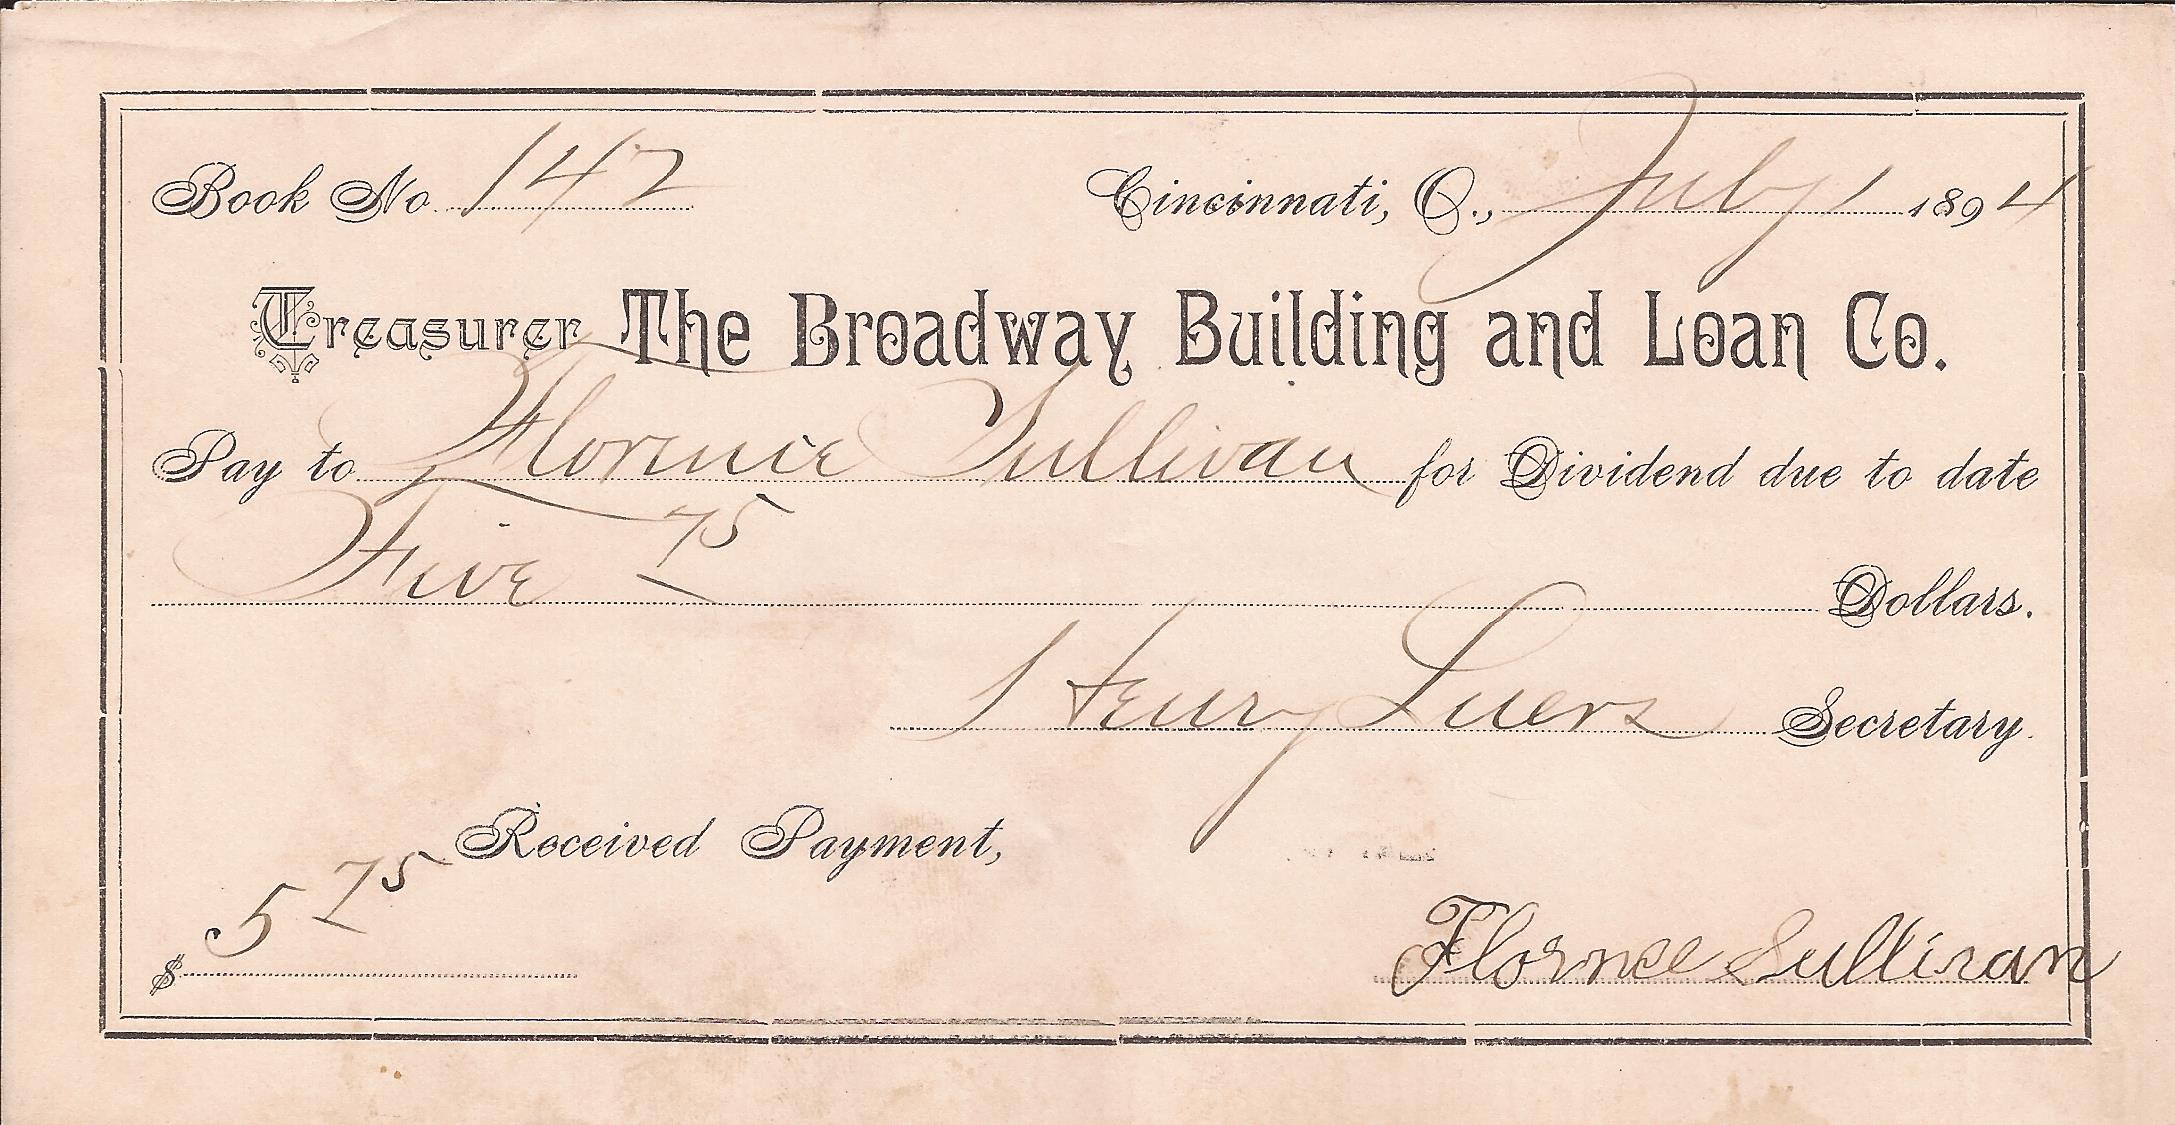 Book No. 142 Cincinnati, O., July 1 1894
Treasurer The Broadway Building and Loan Co.
Pay to Florence Sullivan for Dividend due to date
Five 75 Dollars.
Henry Luers Secretary.
Received Payment,
$ 5 75
Florence Sullivan